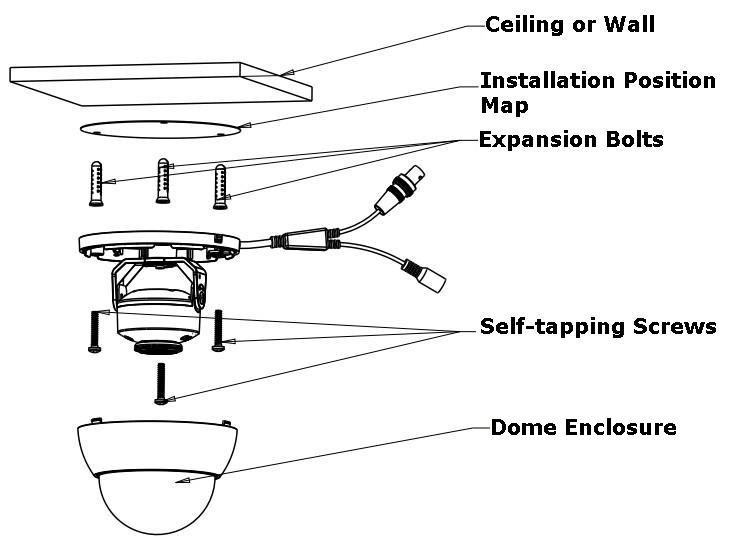 Ceiling or Wall
Installation Position
Map
Expansion Bolts
Self-tapping Screws
Dome Enclosure